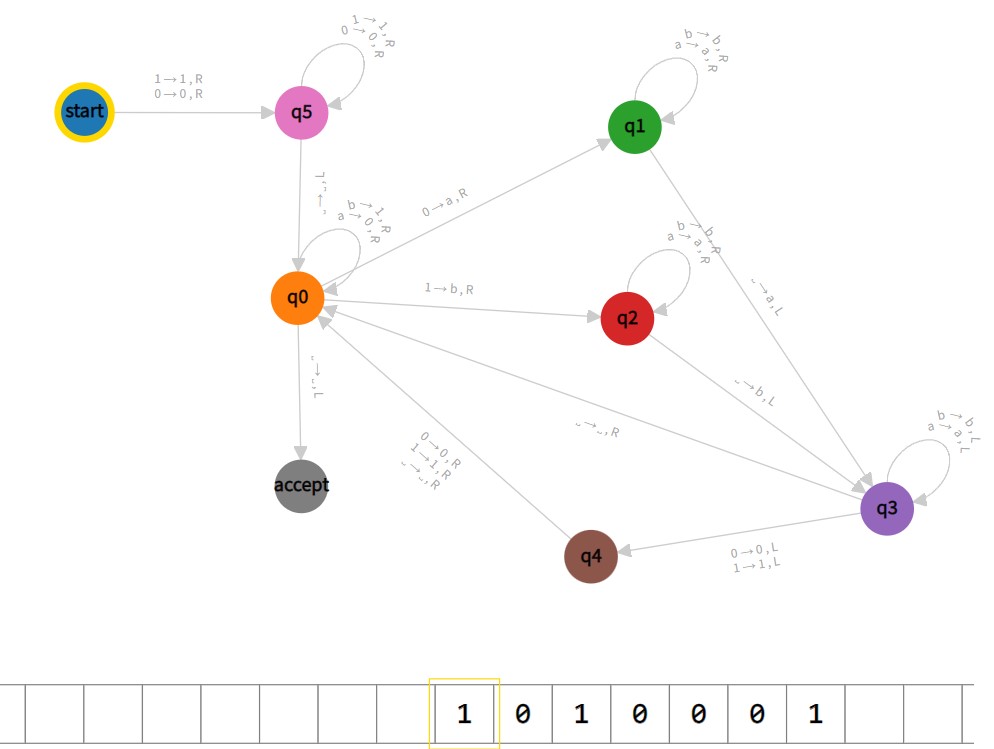 1→1,R
0→0,R
b→b,R
a→a,R
start
1→1,R
0→0,R
q5
q1
␣→␣,L
b→1,R
a→0,R
0→a,R
b→b,R
a→a,R
q0
1→b,R
q2
␣→a,L
␣→␣,L
␣→b,L
␣→␣,R
0→0,R
1→1,R
␣→␣,R
b→b,L
a→a,L
accept
q3
q4
0→0,L
1→1,L
1 0 1 0 0 0 1